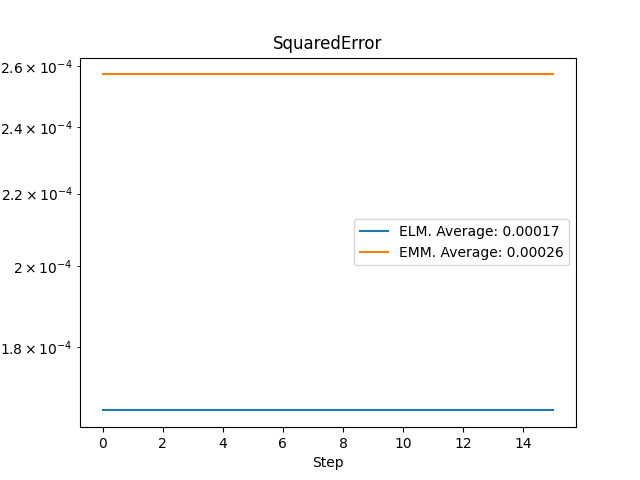 SquaredError
2.6 × 10⁻⁴
2.4 × 10⁻⁴
2.2 × 10⁻⁴
2 × 10⁻⁴
1.8 × 10⁻⁴
ELM. Average: 0.00017
EMM. Average: 0.00026
0 2 4 6 8 10 12 14
Step